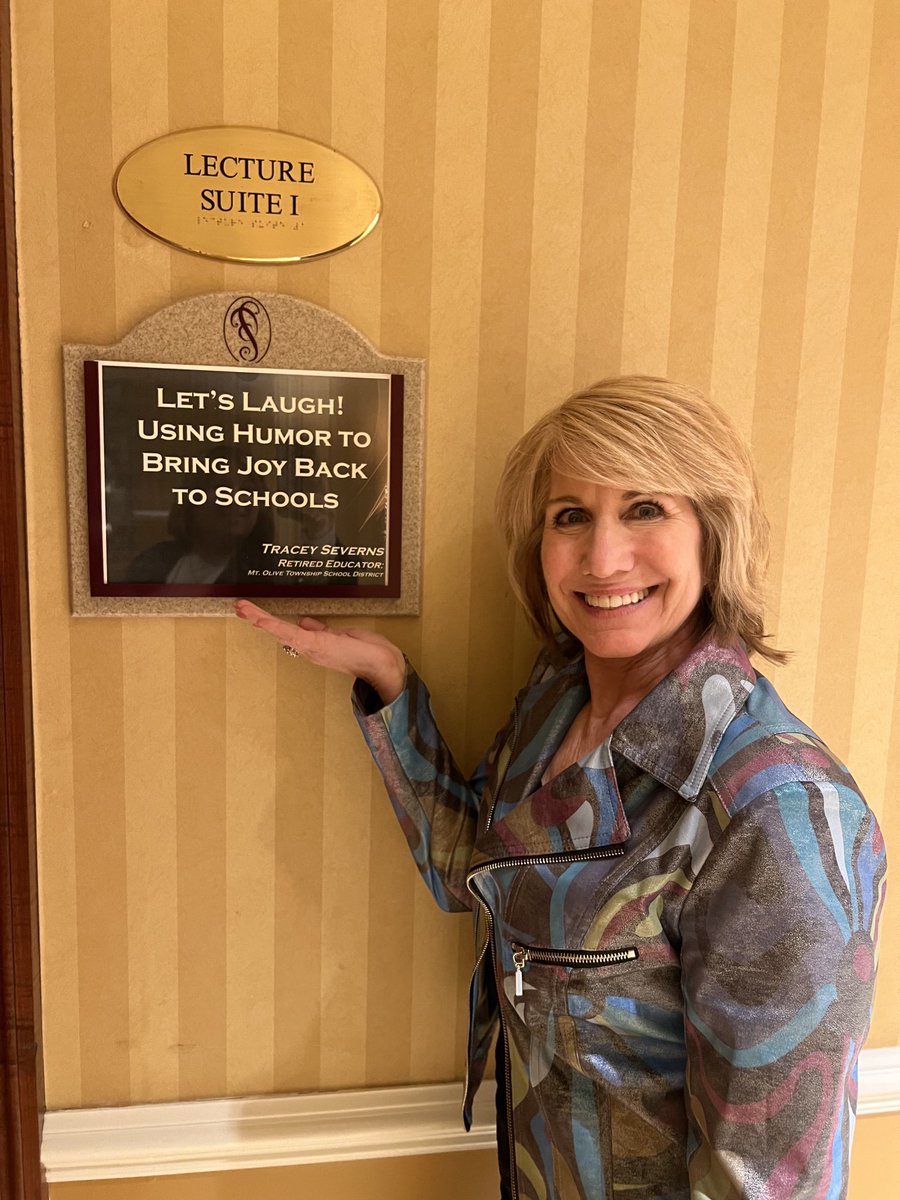 LECTURE
SUITE I
LET'S LAUGH!
USING HUMOR TO
BRING JOY BACK
TO SCHOOLS
TRACEY SEVERNS
RETIRED EDUCATOR:
MT. OLIVE TOWNSHIP SCHOOL DISTRICT